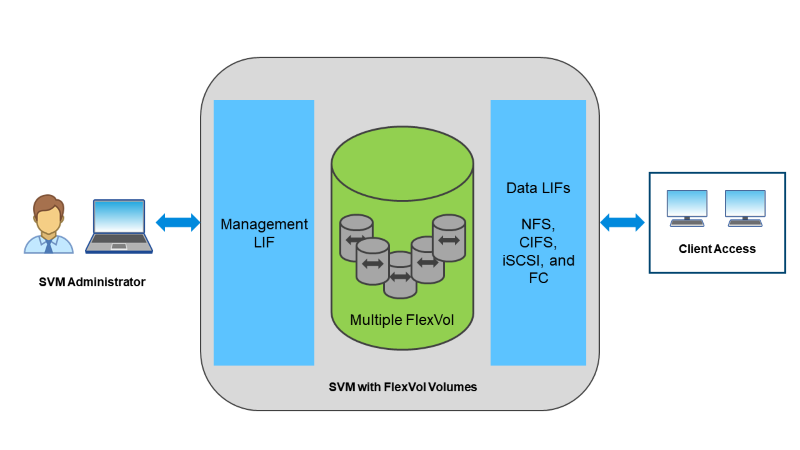 SVM Administrator
Management
LIF
Multiple FlexVol
Data LIFs
NFS,
CIFS,
iSCSI, and
FC
Client Access
SVM with FlexVol Volumes